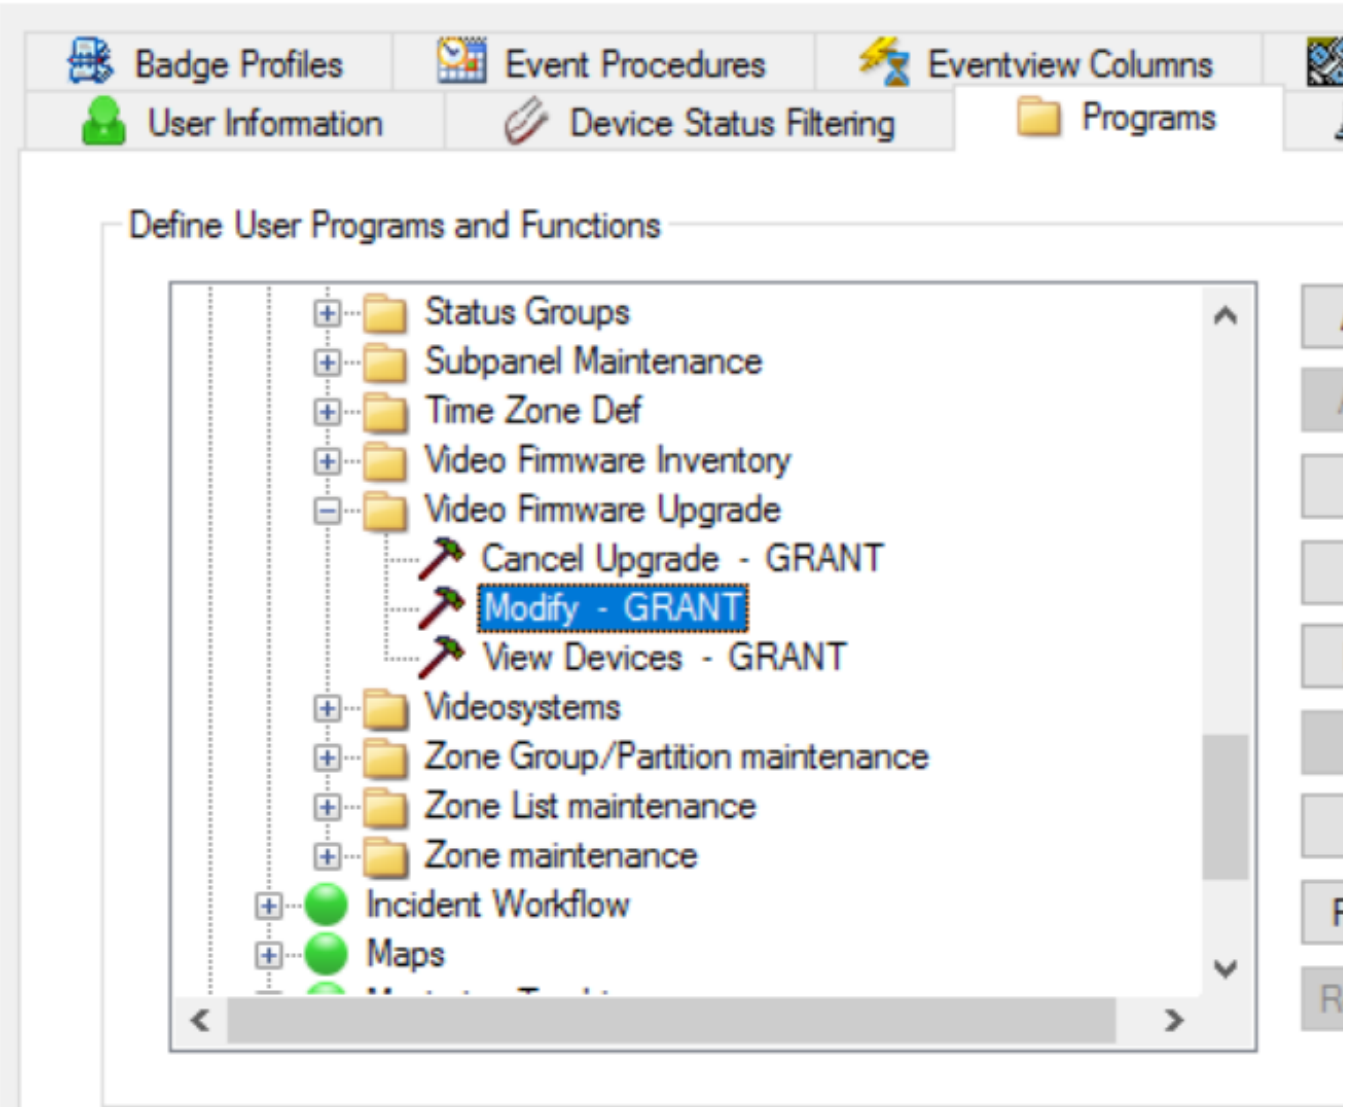 Badge Profiles
Event Procedures
Eventview Columns
User Information
Device Status Filtering
Programs
Define User Programs and Functions
Status Groups
Subpanel Maintenance
Time Zone Def
Video Firmware Inventory
Video Firmware Upgrade
Cancel Upgrade - GRANT
Modify - GRANT
View Devices - GRANT
Videosystems
Zone Group/Partition maintenance
Zone List maintenance
Zone maintenance
Incident Workflow
Maps